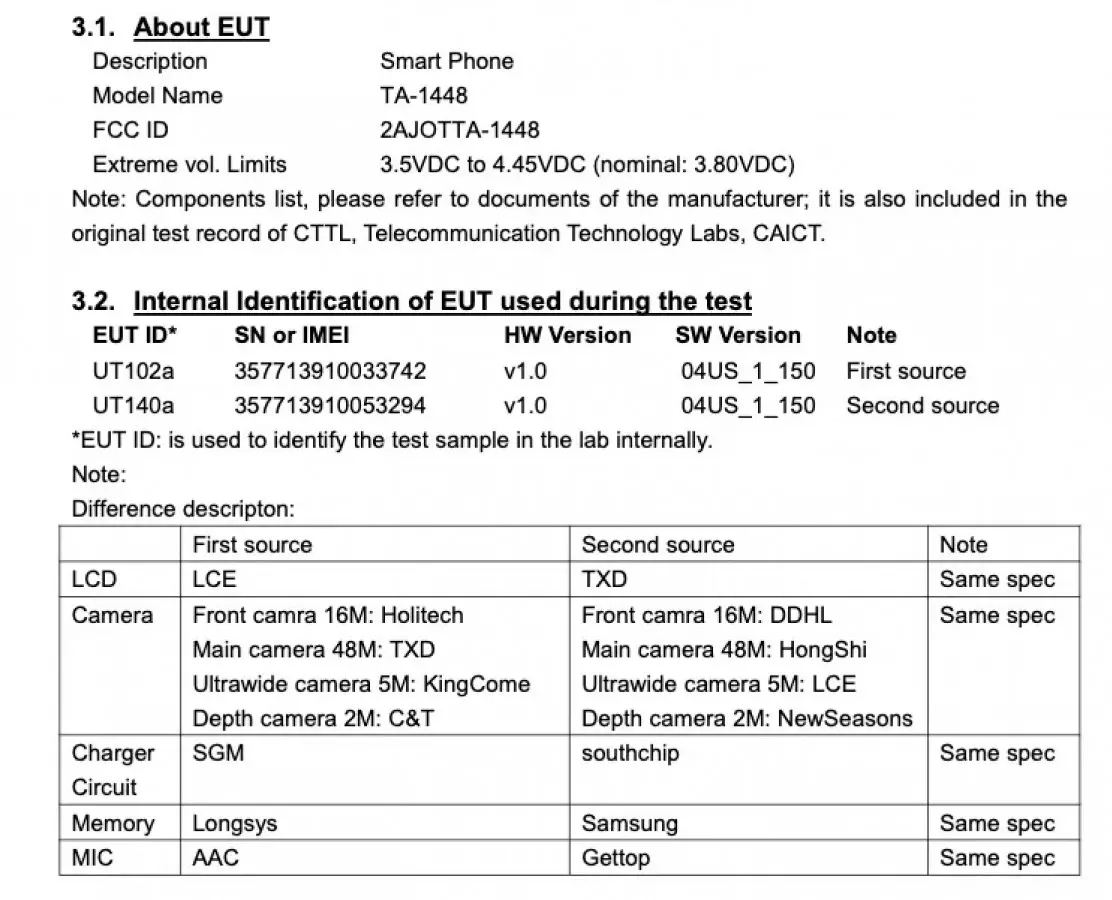 3.1. About EUT
Description Smart Phone
Model Name TA-1448
FCC ID 2AJOTTA-1448
Extreme vol. Limits 3.5VDC to 4.45VDC (nominal: 3.80VDC)
Note: Components list, please refer to documents of the manufacturer; it is also included in the
original test record of CTTL, Telecommunication Technology Labs, CAICT.
3.2. Internal Identification of EUT used during the test
EUT ID* SN or IMEI HW Version SW Version Note
UT102a 357713910033742 v1.0 04US_1_150 First source
UT140a 357713910053294 v1.0 04US_1_150 Second source
*EUT ID: is used to identify the test sample in the lab internally.
Note:
Difference descripton:
First source Second source Note
LCD LCE TXD Same spec
Camera Front camra 16M: Holitech Front camra 16M: DDHL Same spec
Main camera 48M: TXD Main camera 48M: HongShi
Ultrawide camera 5M: KingCome Ultrawide camera 5M: LCE
Depth camera 2M: C&T Depth camera 2M: NewSeasons
Charger SGM southchip Same spec
Circuit
Memory Longsys Samsung Same spec
MIC AAC Gettop Same spec